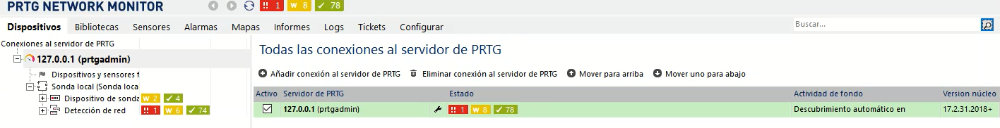 PRTG NETWORK MONITOR !! 1 W 8 ✓ 78
Dispositivos Bibliotecas Sensores Alarmas Mapas Informes Logs Tickets Configurar Buscar...
Conexiones al servidor de PRTG
127.0.0.1 (prtgadmin)
Dispositivos y sensores f
Sonda local (Sonda loca
Dispositivo de sonda W 2 ✓ 4
Detección de red !! 1 W 6 ✓ 74
Todas las conexiones al servidor de PRTG
Añadir conexión al servidor de PRTG Eliminar conexión al servidor de PRTG Mover para arriba Mover uno para abajo
Activo Servidor de PRTG Estado Actividad de fondo Version núcleo
127.0.0.1 (prtgadmin) !! 1 W 8 ✓ 78 Descubrimiento automático en 17.2.31.2018+